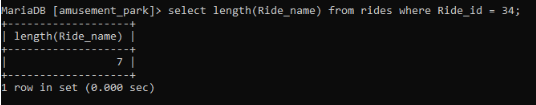 MariaDB [amusement_park]> select length(Ride_name) from rides where Ride_id = 34;
+-------------------+
| length(Ride_name) |
+-------------------+
|                 7 |
+-------------------+
1 row in set (0.000 sec)